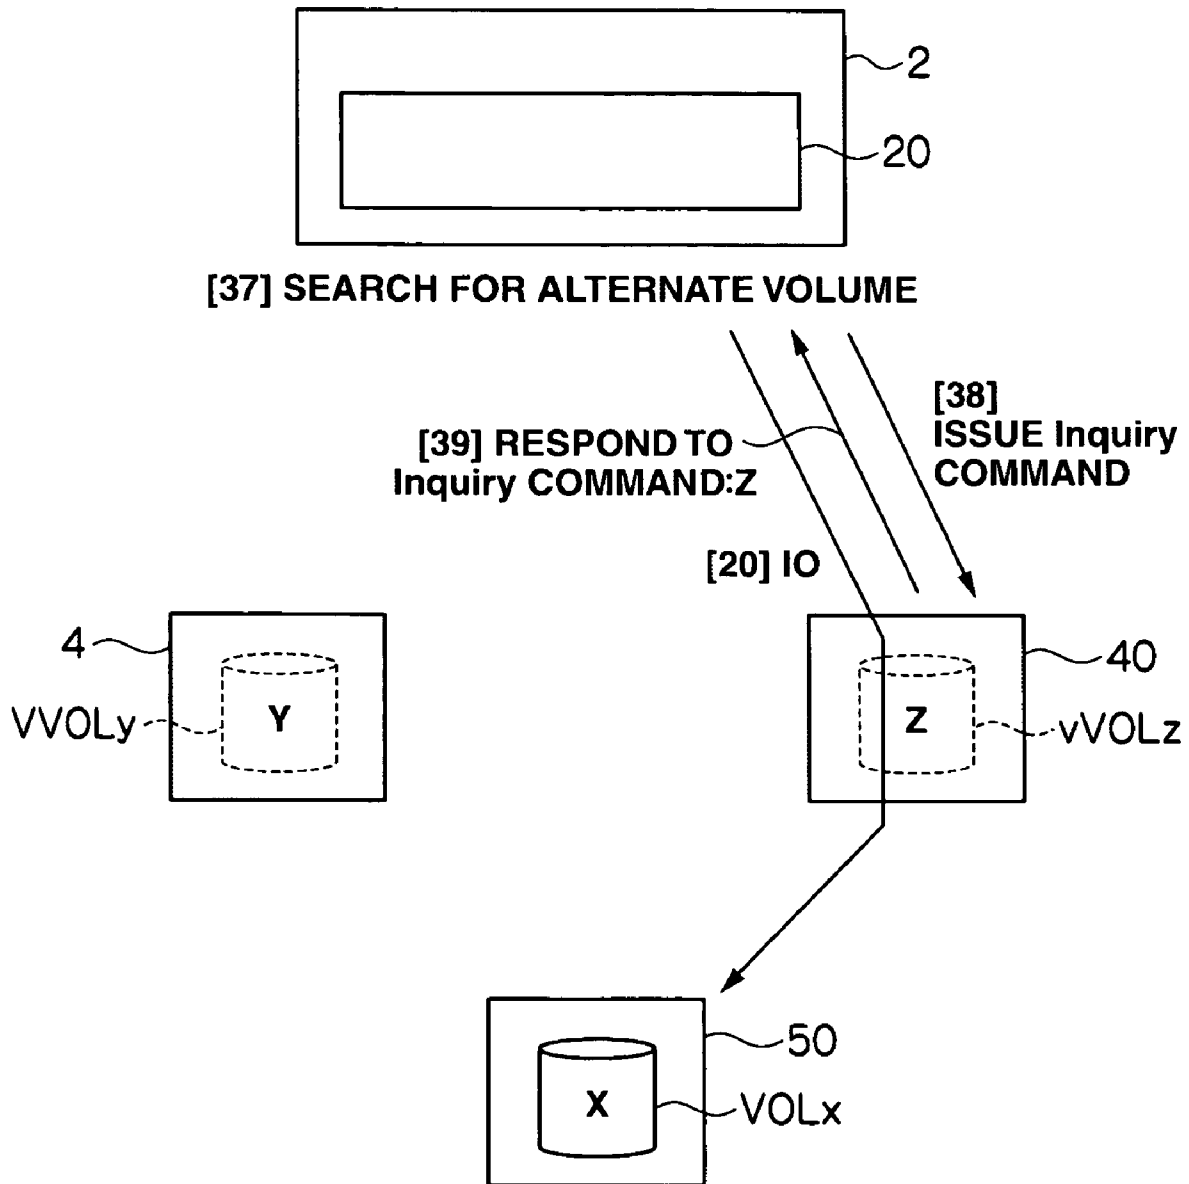 2
20
[37] SEARCH FOR ALTERNATE VOLUME
[38]
ISSUE Inquiry
COMMAND
[39] RESPOND TO
Inquiry COMMAND:Z
[20] IO
4
VVOLy
Y
Z
40
vVOLz
50
X
VOLx